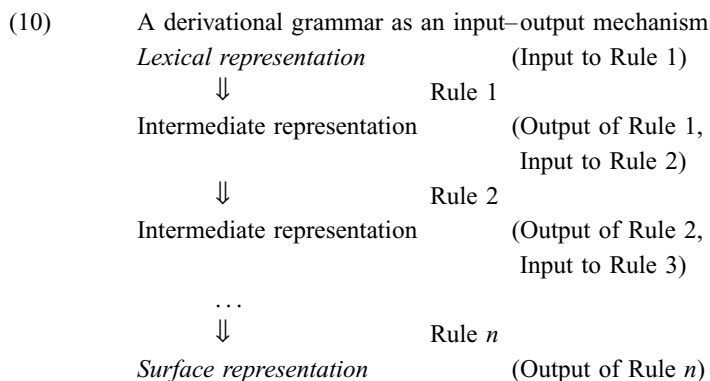 (10) A derivational grammar as an input–output mechanism
Lexical representation (Input to Rule 1)
⇓ Rule 1
Intermediate representation (Output of Rule 1,
Input to Rule 2)
⇓ Rule 2
Intermediate representation (Output of Rule 2,
Input to Rule 3)
...
⇓ Rule n
Surface representation (Output of Rule n)